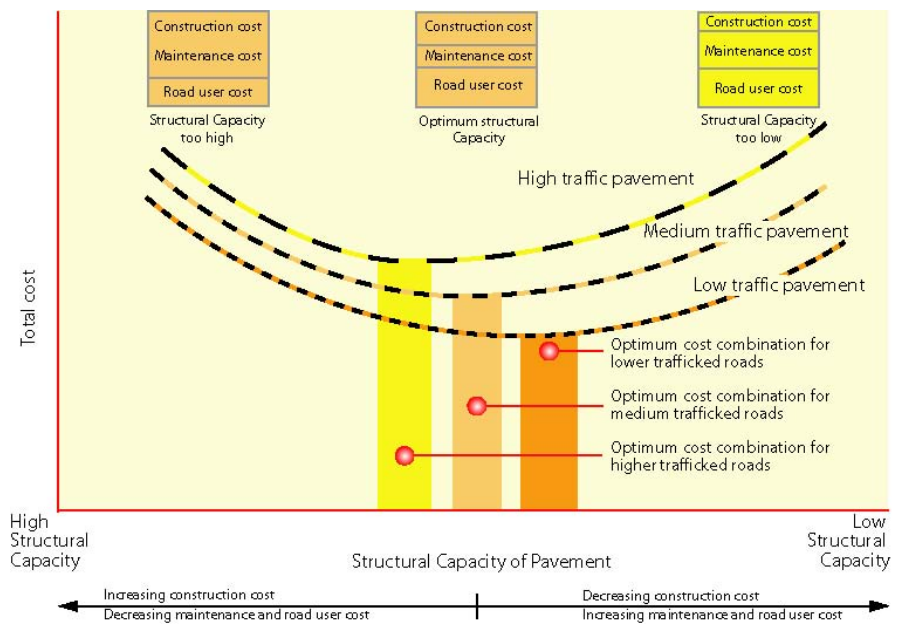 Construction cost
Maintenance cost
Road user cost
Structural Capacity
too high
Construction cost
Maintenance cost
Road user cost
Optimum structural
Capacity
Construction cost
Maintenance cost
Road user cost
Structural Capacity
too low
High traffic pavement
Medium traffic pavement
Low traffic pavement
Total cost
Optimum cost combination for
lower trafficked roads
Optimum cost combination for
medium trafficked roads
Optimum cost combination for
higher trafficked roads
High
Structural
Capacity
Structural Capacity of Pavement
Low
Structural
Capacity
Increasing construction cost
Decreasing maintenance and road user cost
Decreasing construction cost
Increasing maintenance and road user cost